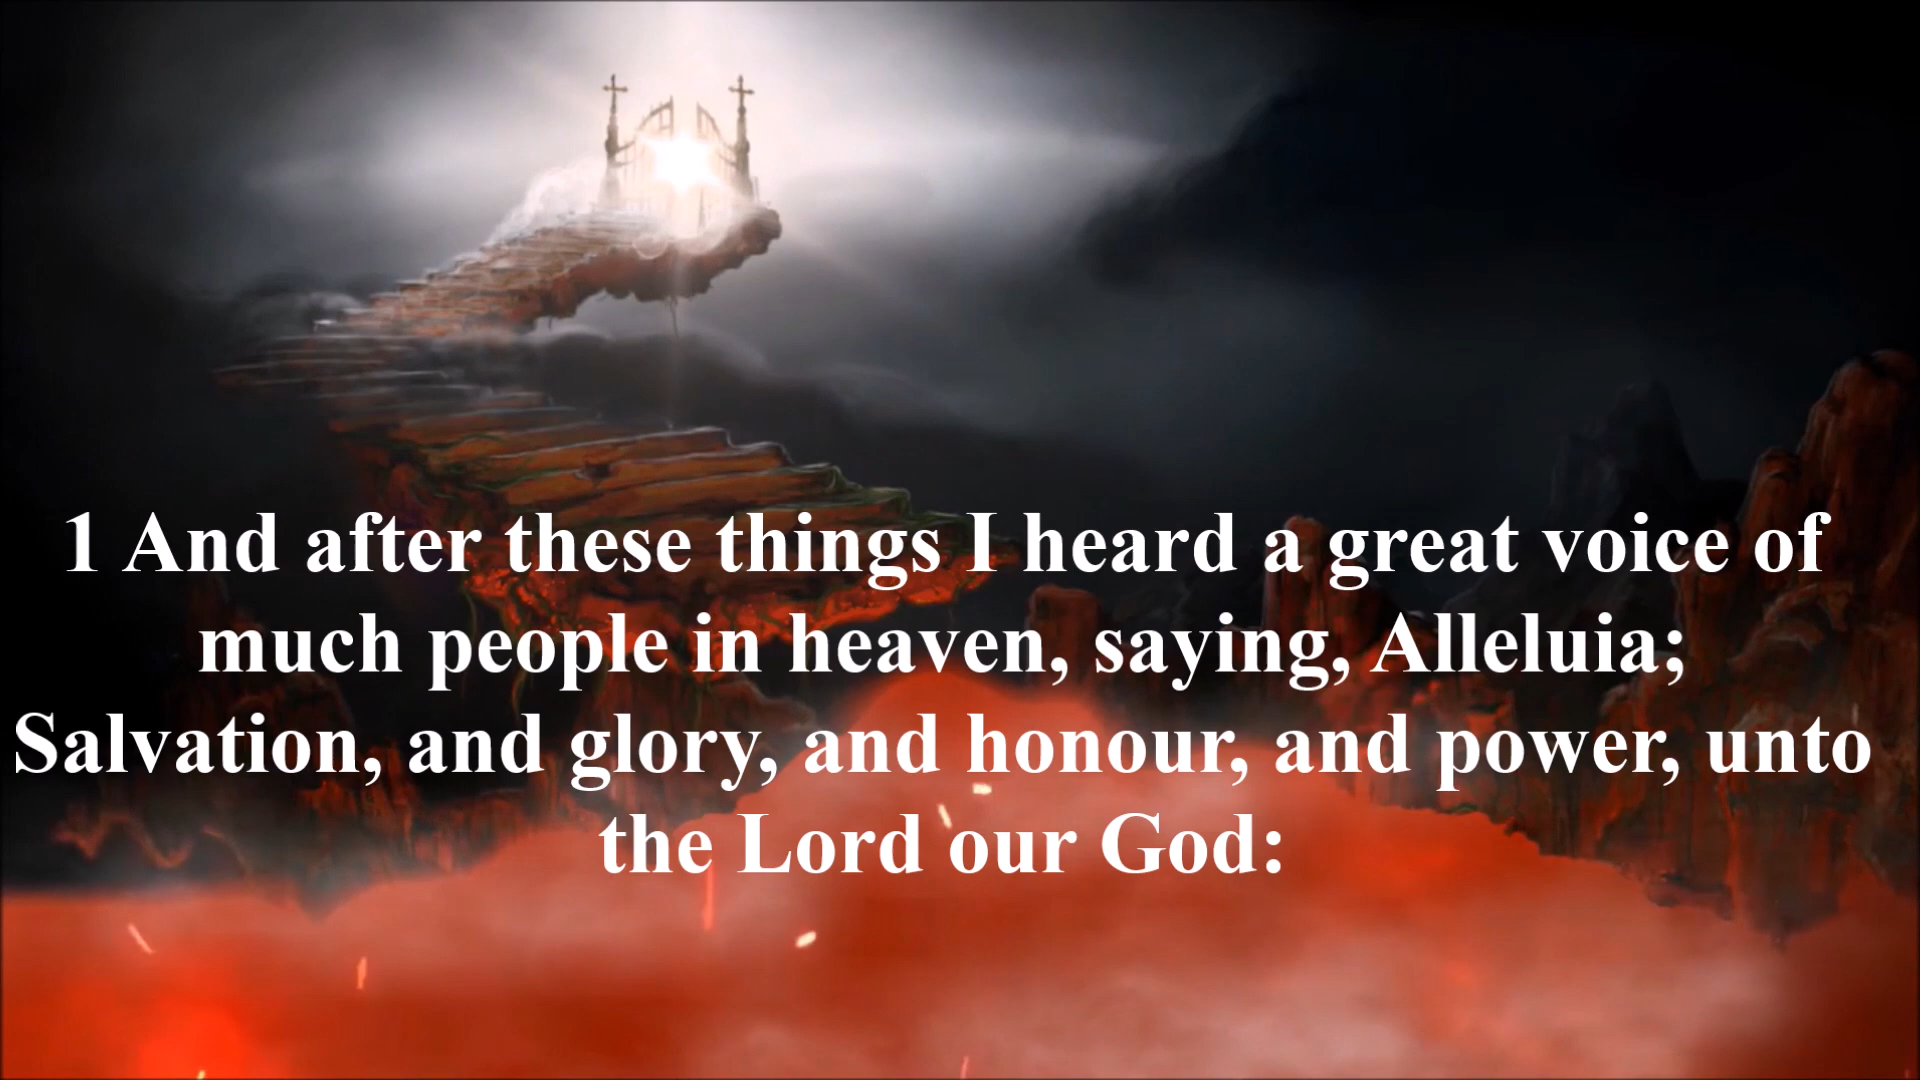 1 And after these things I heard a great voice of
much people in heaven, saying, Alleluia;
Salvation, and glory, and honour, and power, unto
the Lord our God: